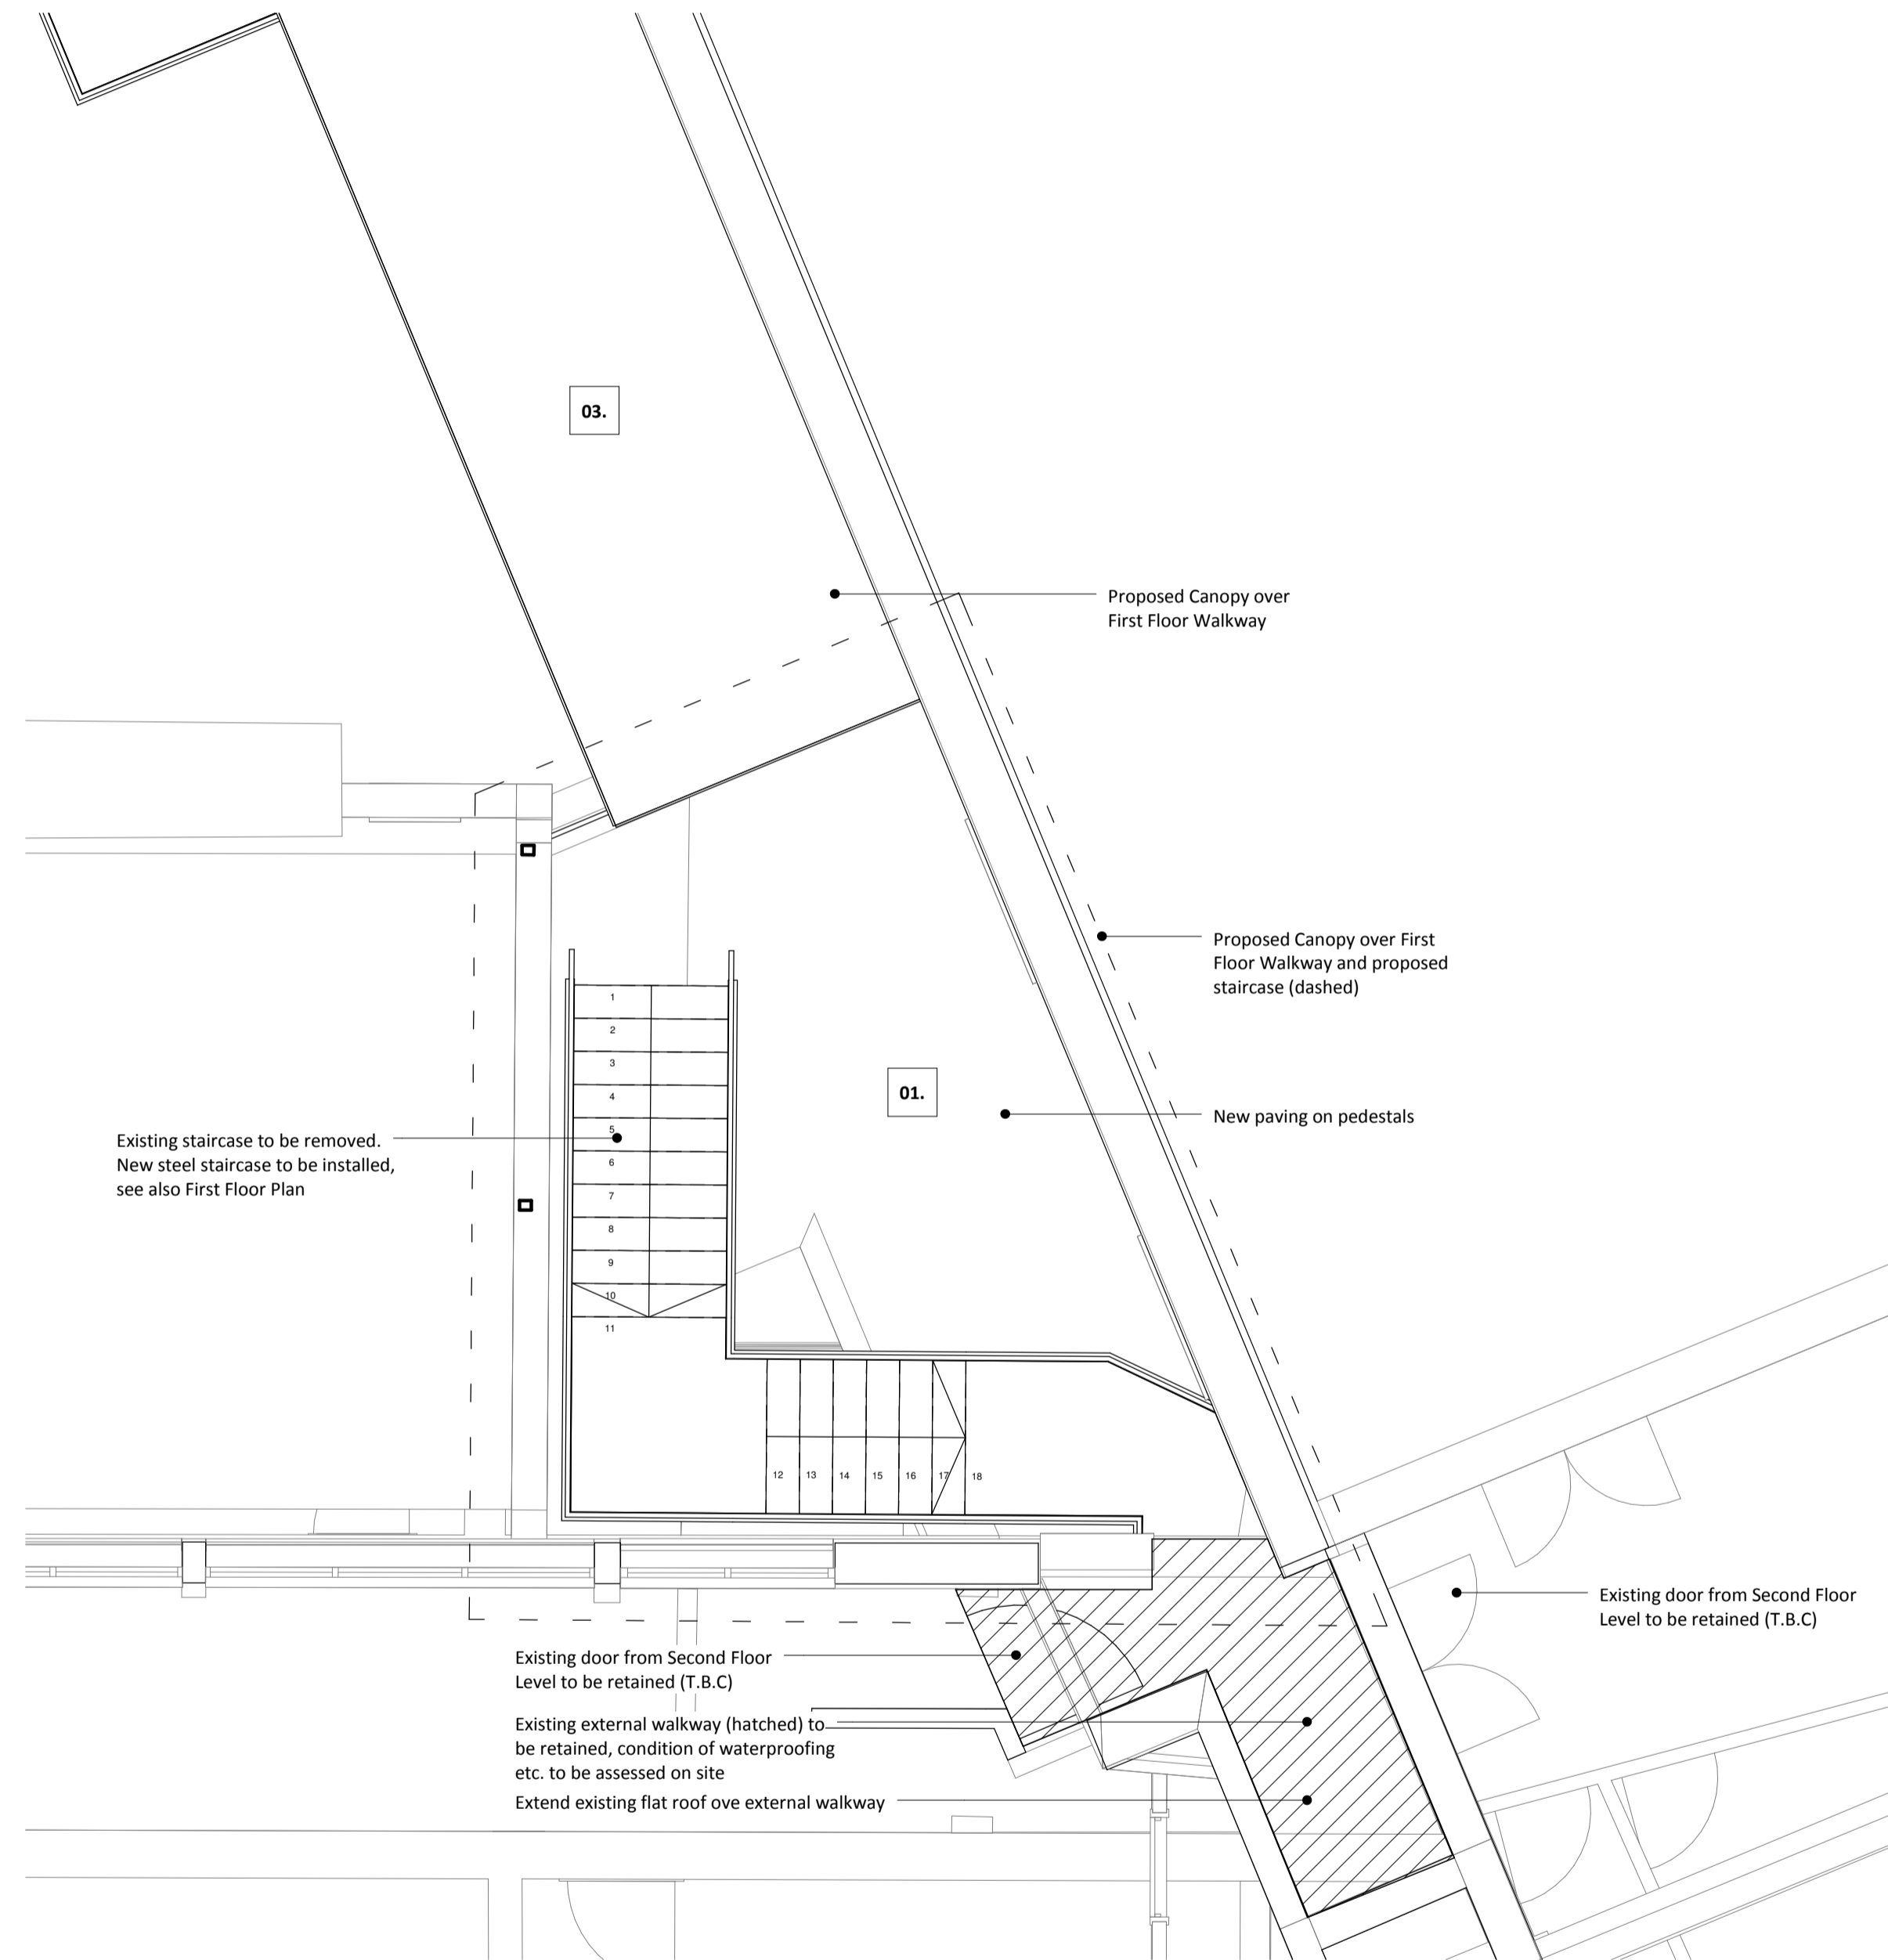 03.
Proposed Canopy over
First Floor Walkway
Proposed Canopy over First
Floor Walkway and proposed
staircase (dashed)
01.
New paving on pedestals
Existing staircase to be removed.
New steel staircase to be installed,
see also First Floor Plan
1
2
3
4
5
6
7
8
9
10
11
12 13 14 15 16 17 18
Existing door from Second Floor
Level to be retained (T.B.C)
Existing door from Second Floor
Level to be retained (T.B.C)
Existing external walkway (hatched) to
be retained, condition of waterproofing
etc. to be assessed on site
Extend existing flat roof ove external walkway